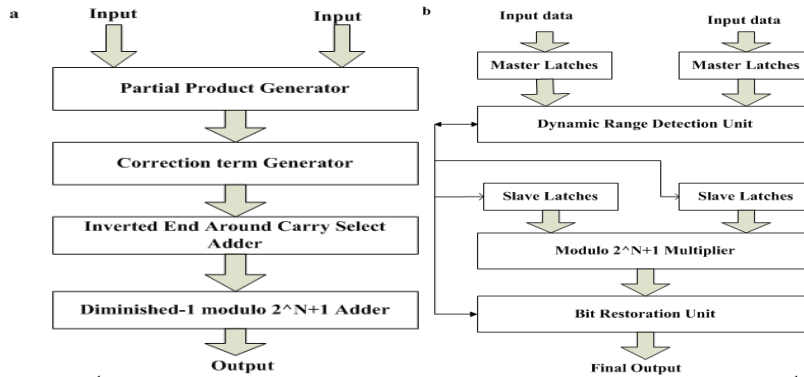 a
Input Input
Partial Product Generator
Correction term Generator
Inverted End Around Carry Select
Adder
Diminished-1 modulo 2^N+1 Adder
Output
b
Input data Input data
Master Latches Master Latches
Dynamic Range Detection Unit
Slave Latches Slave Latches
Modulo 2^N+1 Multiplier
Bit Restoration Unit
Final Output